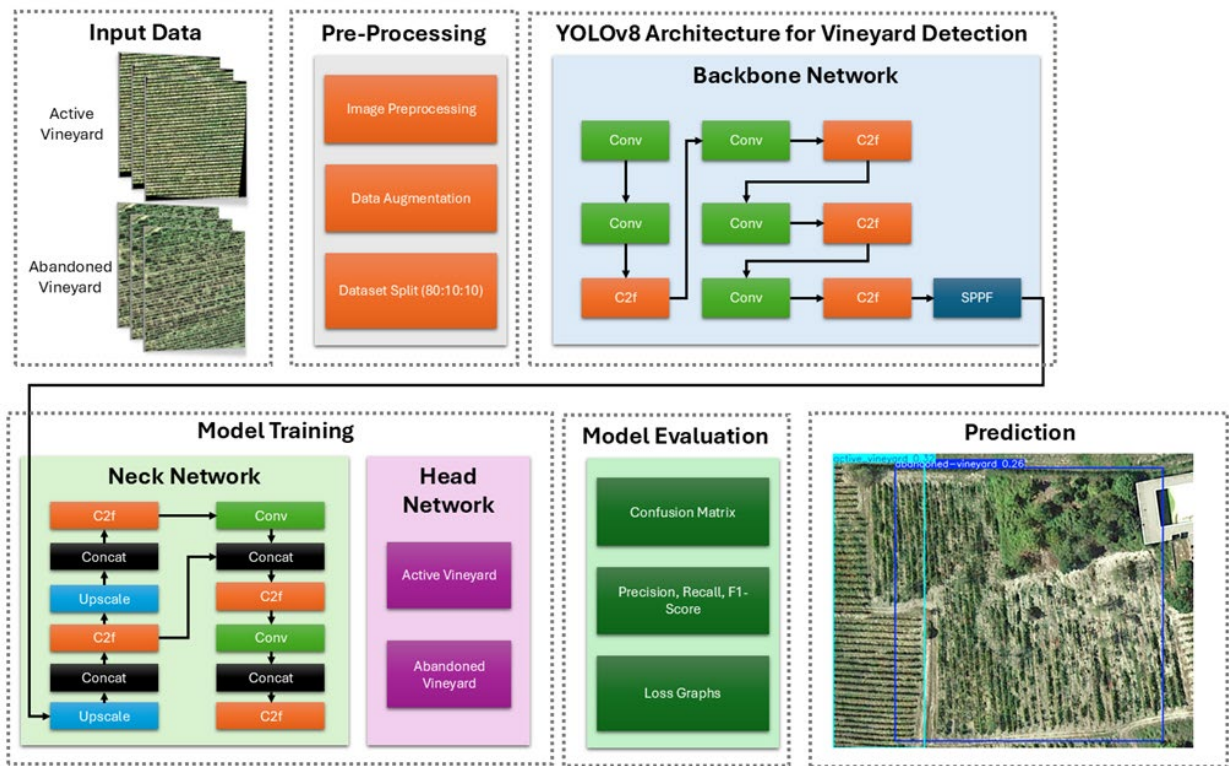 Input Data
Active
Vineyard
Abandoned
Vineyard
Pre-Processing
Image Preprocessing
Data Augmentation
Dataset Split (80:10:10)
YOLOv8 Architecture for Vineyard Detection
Backbone Network
Conv
Conv
C2f
Conv
C2f
Conv
C2f
Conv
C2f
SPPF
Model Training
Neck Network
C2f
Concat
Upscale
C2f
Concat
Upscale
Conv
Concat
C2f
Conv
Concat
C2f
Head
Network
Active Vineyard
Abandoned
Vineyard
Model Evaluation
Confusion Matrix
Precision, Recall, F1-
Score
Loss Graphs
Prediction
active_vineyard 0.32
abandoned-vineyard 0.26